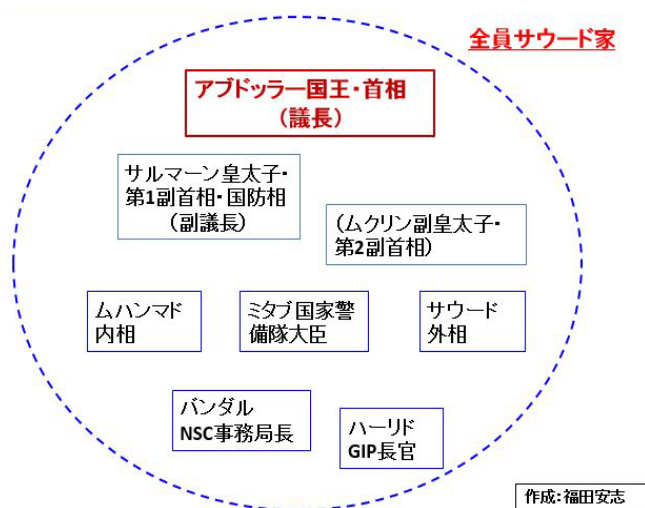 全員サウード家
アブドッラー国王・首相
(議長)
サルマーン皇太子・
第1副首相・国防相
(副議長)
(ムクリン副皇太子・
第2副首相)
ムハンマド
内相
ミタブ国家警
備隊大臣
サウード
外相
バンダル
NSC事務局長
ハーリド
GIP長官
作成:福田安志